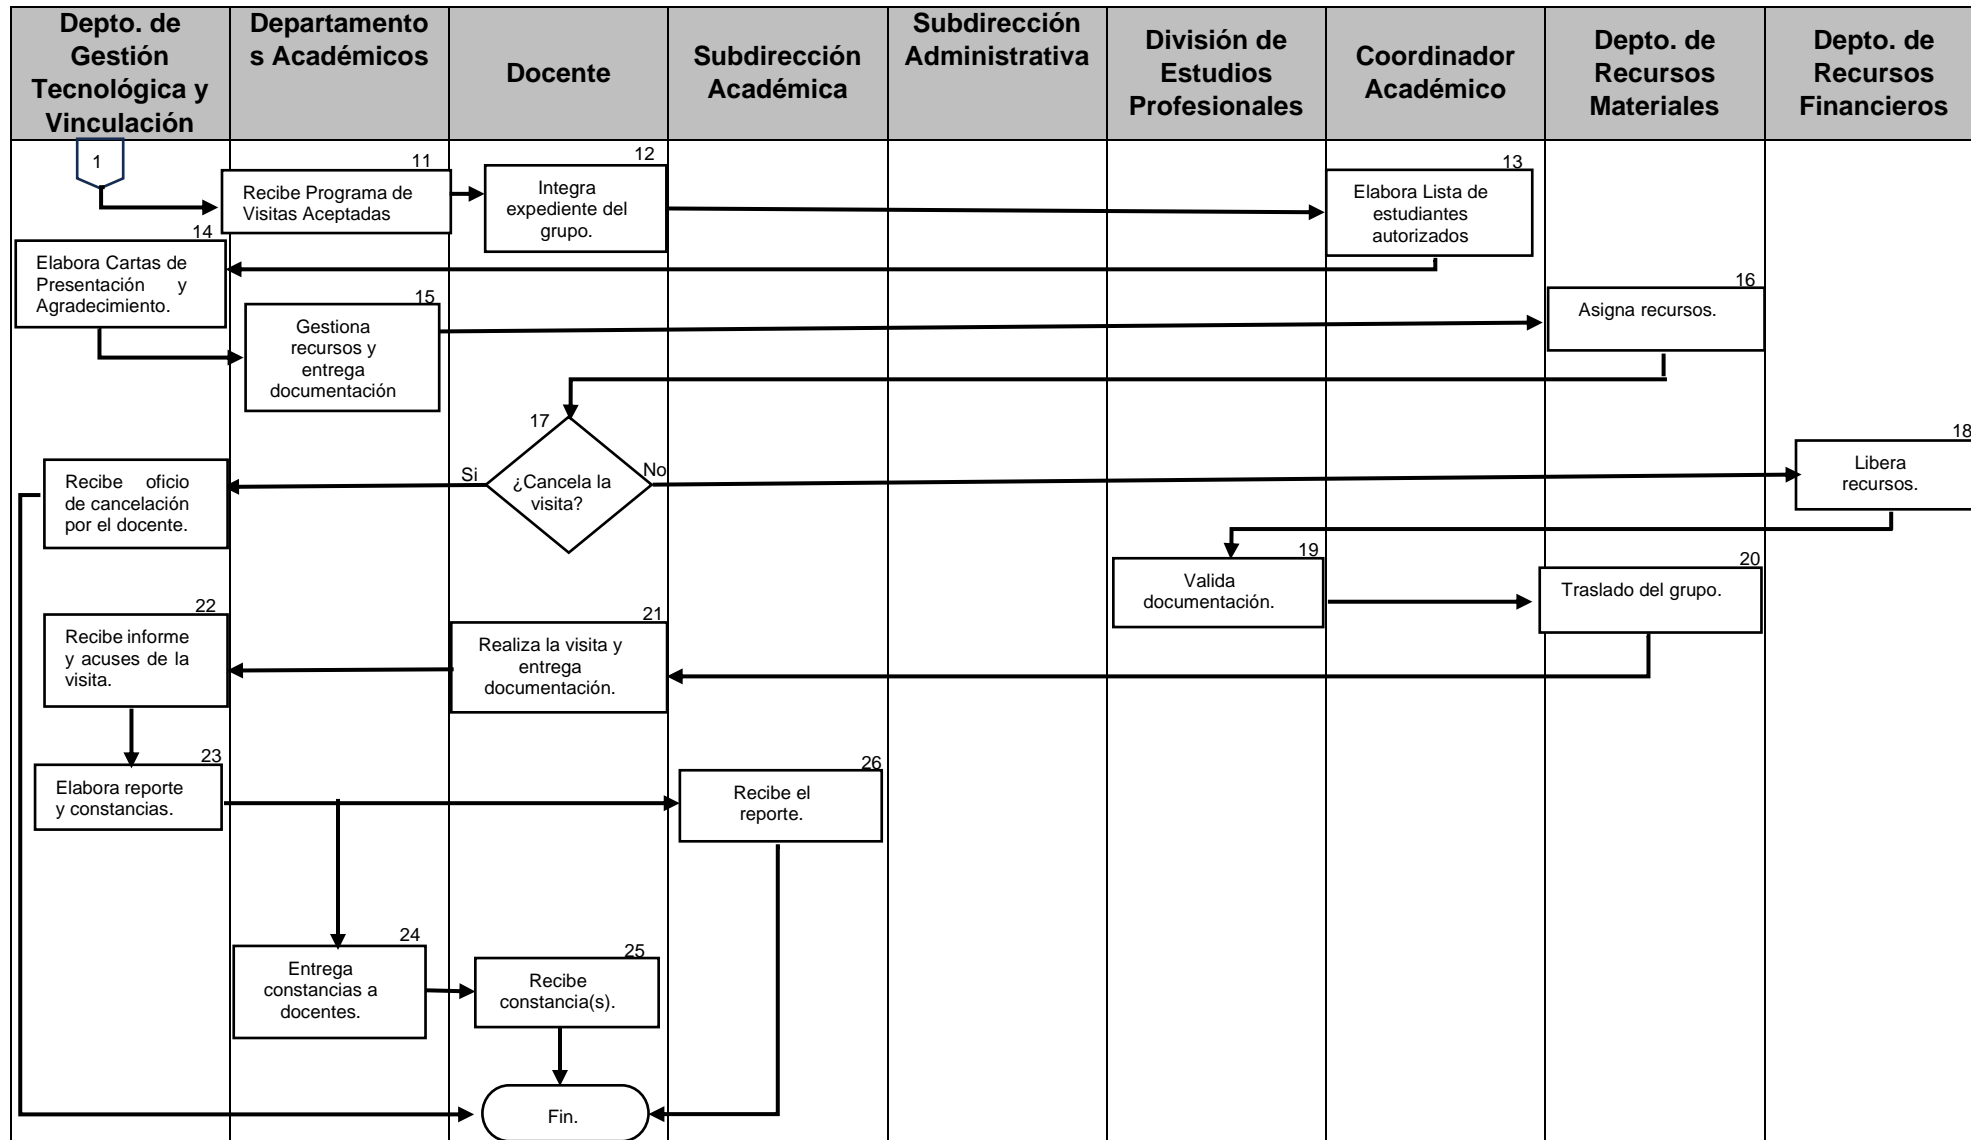 Depto. de
Gestión
Tecnológica y
Vinculación
Departamento
s Académicos
Docente
Subdirección
Académica
Subdirección
Administrativa
División de
Estudios
Profesionales
Coordinador
Académico
Depto. de
Recursos
Materiales
Depto. de
Recursos
Financieros
1
11
Recibe Programa de
Visitas Aceptadas
12
Integra
expediente del
grupo.
13
Elabora Lista de
estudiantes
autorizados
14
Elabora Cartas de
Presentación y
Agradecimiento.
15
Gestiona
recursos y
entrega
documentación
16
Asigna recursos.
17
¿Cancela la
visita?
Si
No
Recibe oficio
de cancelación
por el docente.
18
Libera
recursos.
19
Valida
documentación.
20
Traslado del grupo.
21
Realiza la visita y
entrega
documentación.
22
Recibe informe
y acuses de la
visita.
23
Elabora reporte
y constancias.
26
Recibe el
reporte.
24
Entrega
constancias a
docentes.
25
Recibe
constancia(s).
Fin.